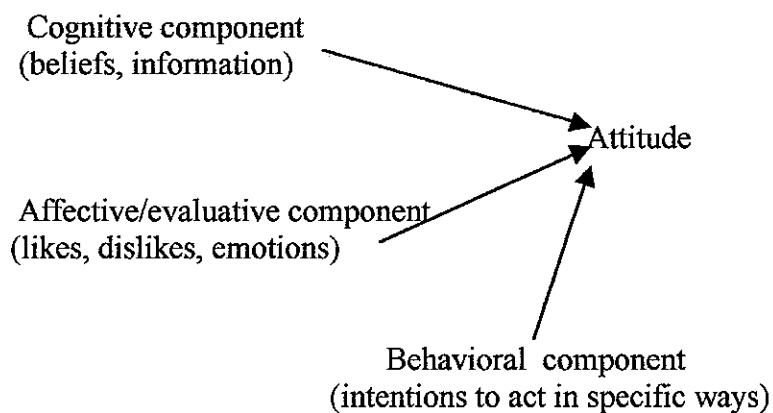 Cognitive component
(beliefs, information)
Attitude
Affective/evaluative component
(likes, dislikes, emotions)
Behavioral component
(intentions to act in specific ways)